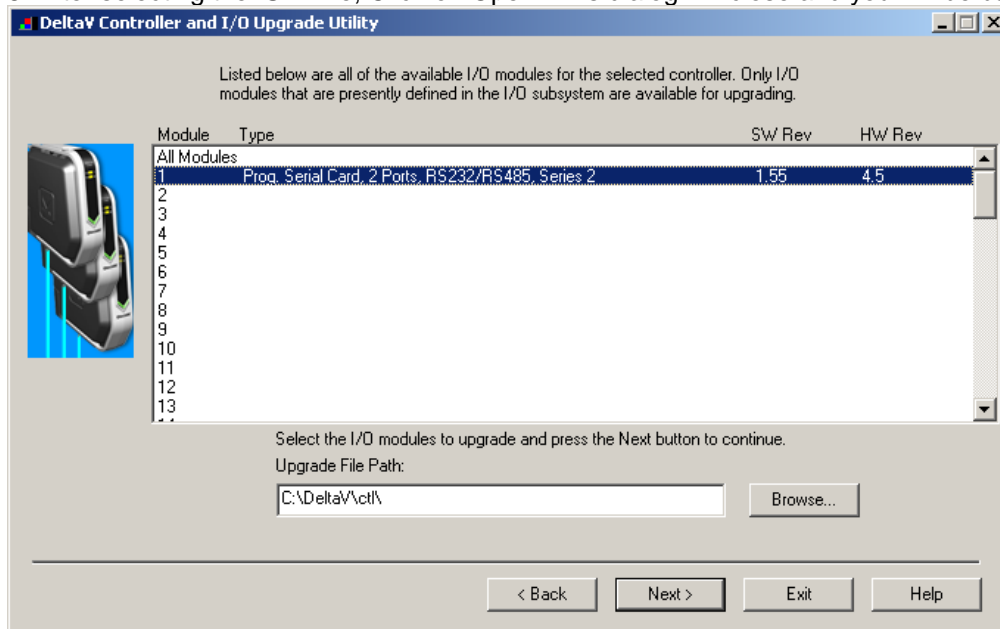 DeltaV Controller and I/O Upgrade Utility
Listed below are all of the available I/O modules for the selected controller. Only I/O
modules that are presently defined in the I/O subsystem are available for upgrading.
Module Type SW Rev HW Rev
All Modules
1 Prog. Serial Card, 2 Ports, RS232/RS485, Series 2 1.55 4.5
2
3
4
5
6
7
8
9
10
11
12
13
Select the I/O modules to upgrade and press the Next button to continue.
Upgrade File Path:
C:\DeltaV\ctl\
Browse...
< Back Next > Exit Help